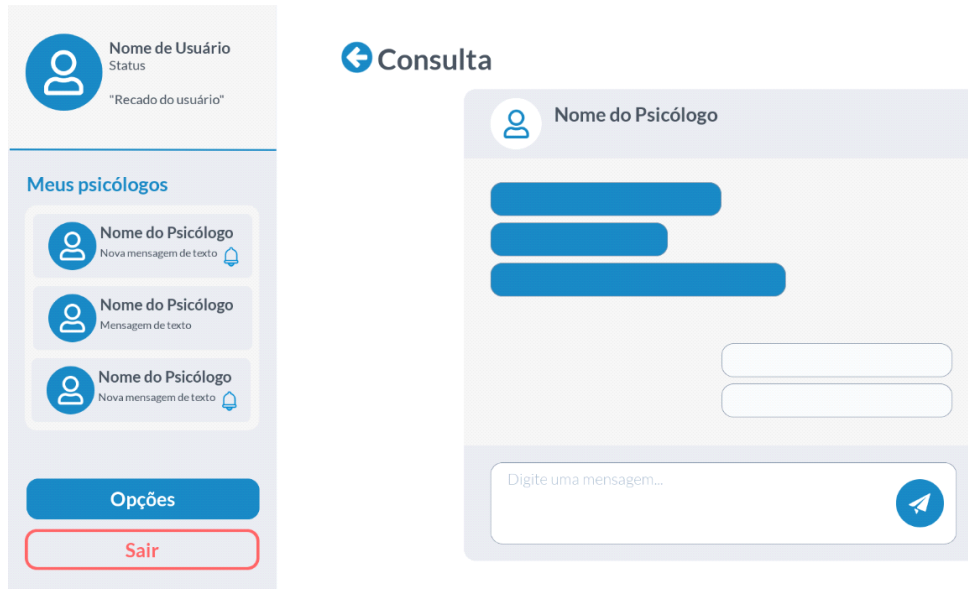 Nome de Usuário
Status
"Recado do usuário"
Meus psicólogos
Nome do Psicólogo
Nova mensagem de texto
Nome do Psicólogo
Mensagem de texto
Nome do Psicólogo
Nova mensagem de texto
Opções
Sair
Consulta
Nome do Psicólogo
Digite uma mensagem...